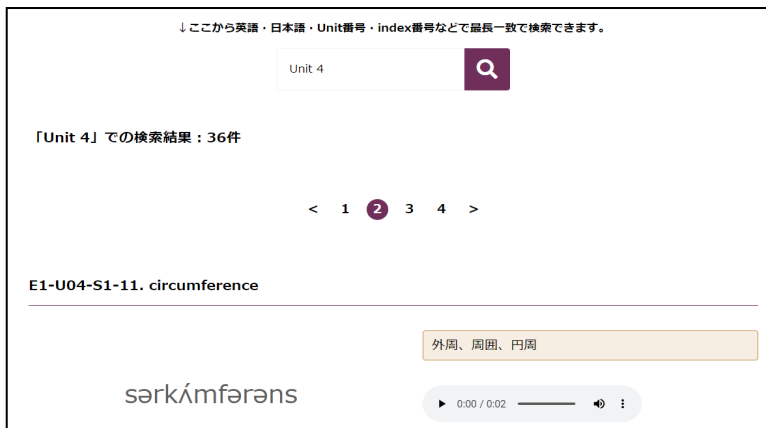 ↓ここから英語・日本語・Unit番号・index番号などで最長一致で検索できます。
Unit 4
「Unit 4」での検索結果：36件
< 1 2 3 4 >
E1-U04-S1-11. circumference
外周、周囲、円周
sərkʌ́mfərəns
0:00 / 0:02